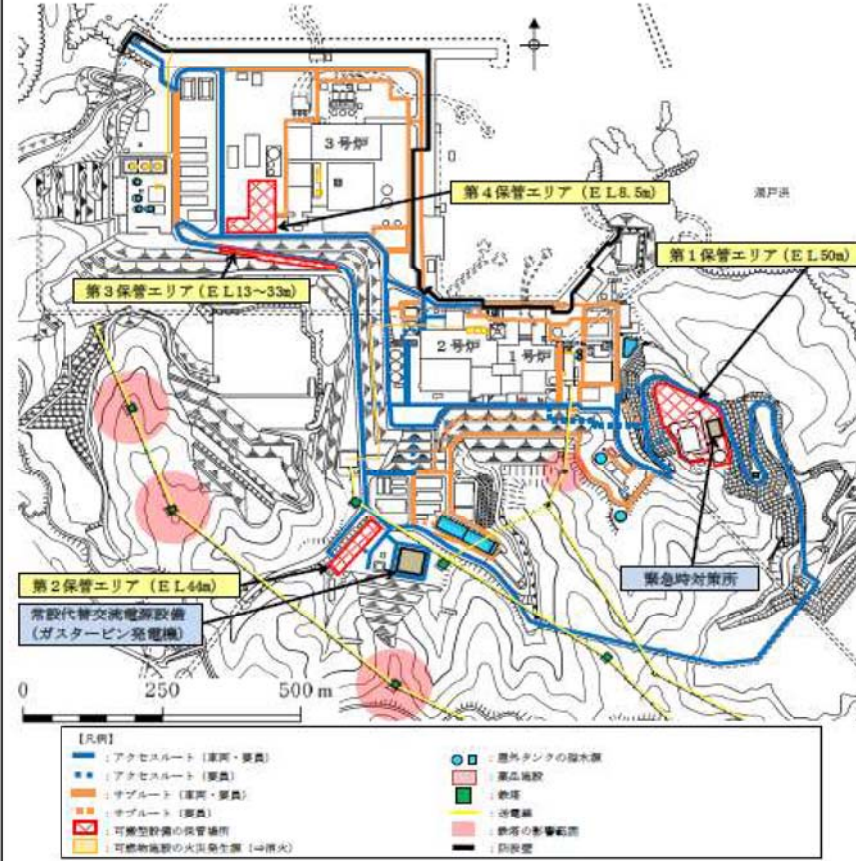 3号炉
第4保管エリア（EL8.5m）
瀬戸浜
第1保管エリア（EL50m）
第3保管エリア（EL13～33m）
2号炉
1号炉
第2保管エリア（EL44m）
常設代替交流電源設備
（ガスタービン発電機）
緊急時対策所
0 250 500m
【凡例】
：アクセスルート（車両・要員）
：アクセスルート（要員）
：サブルート（車両・要員）
：サブルート（要員）
：可搬型設備の保管場所
：可燃物施設の火災発生源（⇒消火）
：屋外タンクの溢水源
：薬品施設
：鉄塔
：送電線
：鉄塔の影響範囲
：防波壁